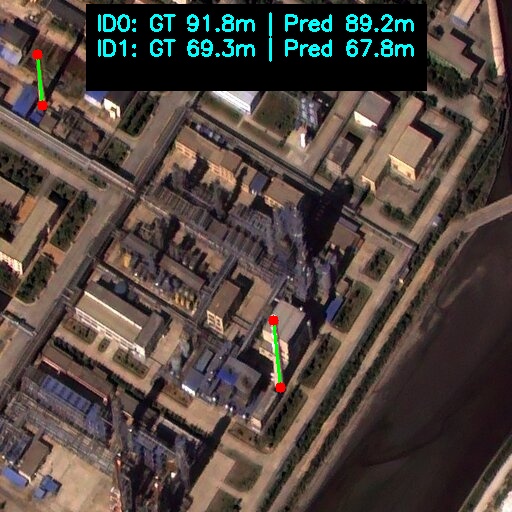 ID0: GT 91.8m | Pred 89.2m
ID1: GT 69.3m | Pred 67.8m